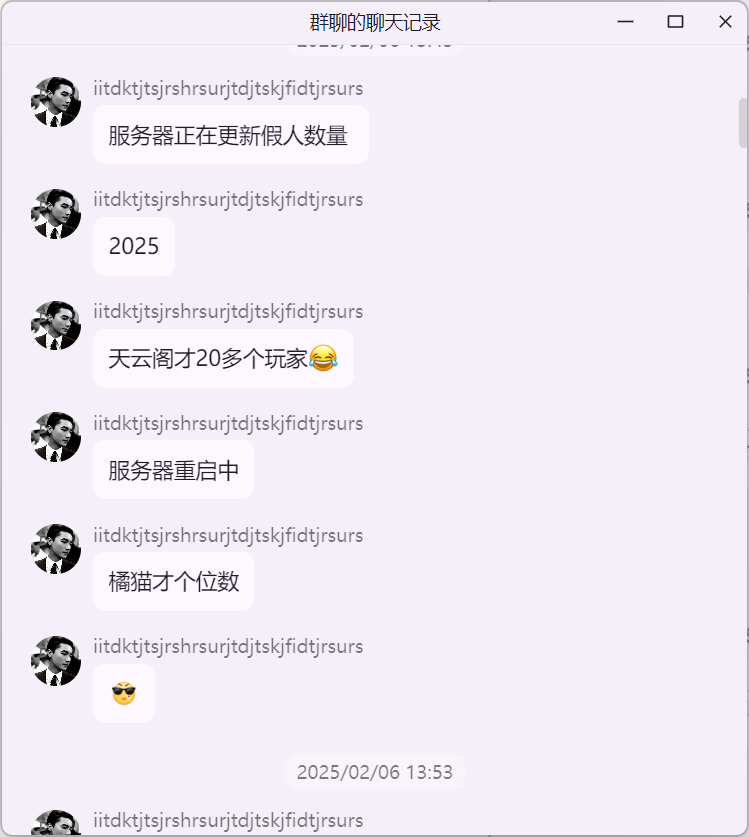 群聊的聊天记录
iitdktjtsjrshrsurjtdjtskjfidtjrsurs
服务器正在更新假人数量
iitdktjtsjrshrsurjtdjtskjfidtjrsurs
2025
iitdktjtsjrshrsurjtdjtskjfidtjrsurs
天云阁才20多个玩家😂
iitdktjtsjrshrsurjtdjtskjfidtjrsurs
服务器重启中
iitdktjtsjrshrsurjtdjtskjfidtjrsurs
橘猫才个位数
iitdktjtsjrshrsurjtdjtskjfidtjrsurs
😎
2025/02/06 13:53
iitdktjtsjrshrsurjtdjtskjfidtjrsurs